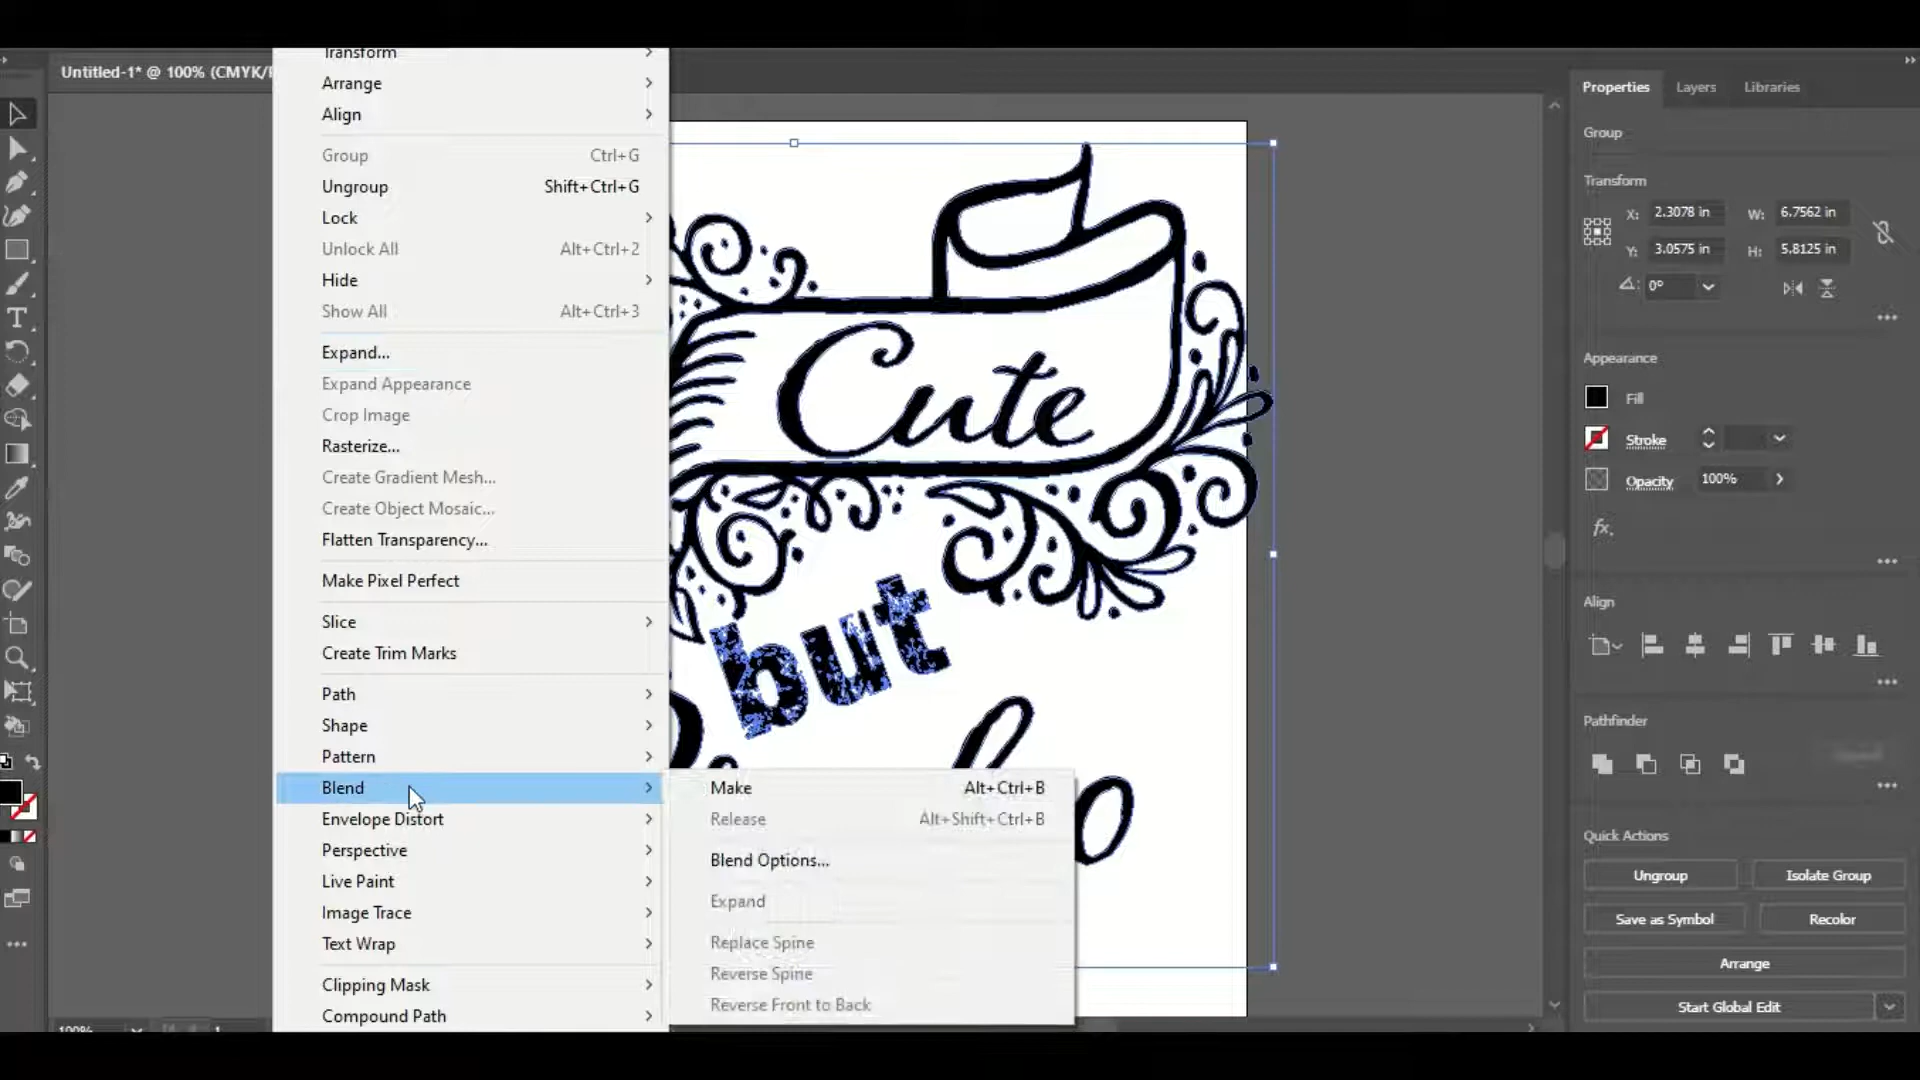 Transform
Untitled-1* @ 100% (CMYK/
Arrange
Align
Group Ctrl+G
Ungroup Shift+Ctrl+G
Lock
Unlock All Alt+Ctrl+2
Hide
Show All Alt+Ctrl+3
Expand...
Expand Appearance
Crop Image
Rasterize...
Create Gradient Mesh...
Create Object Mosaic...
Flatten Transparency...
Make Pixel Perfect
Slice
Create Trim Marks
Path
Shape
Pattern
Blend
Envelope Distort
Perspective
Live Paint
Image Trace
Text Wrap
Clipping Mask
Compound Path
Make Alt+Ctrl+B
Release Alt+Shift+Ctrl+B
Blend Options...
Expand
Replace Spine
Reverse Spine
Reverse Front to Back
Cute
but
100%
1
Properties Layers Libraries
Group
Transform
X: 2.3078 in W: 6.7562 in
Y: 3.0575 in H: 5.8125 in
0°
Appearance
Fill
Stroke
Opacity 100%
fx.
Align
Pathfinder
Quick Actions
Ungroup Isolate Group
Save as Symbol Recolor
Arrange
Start Global Edit